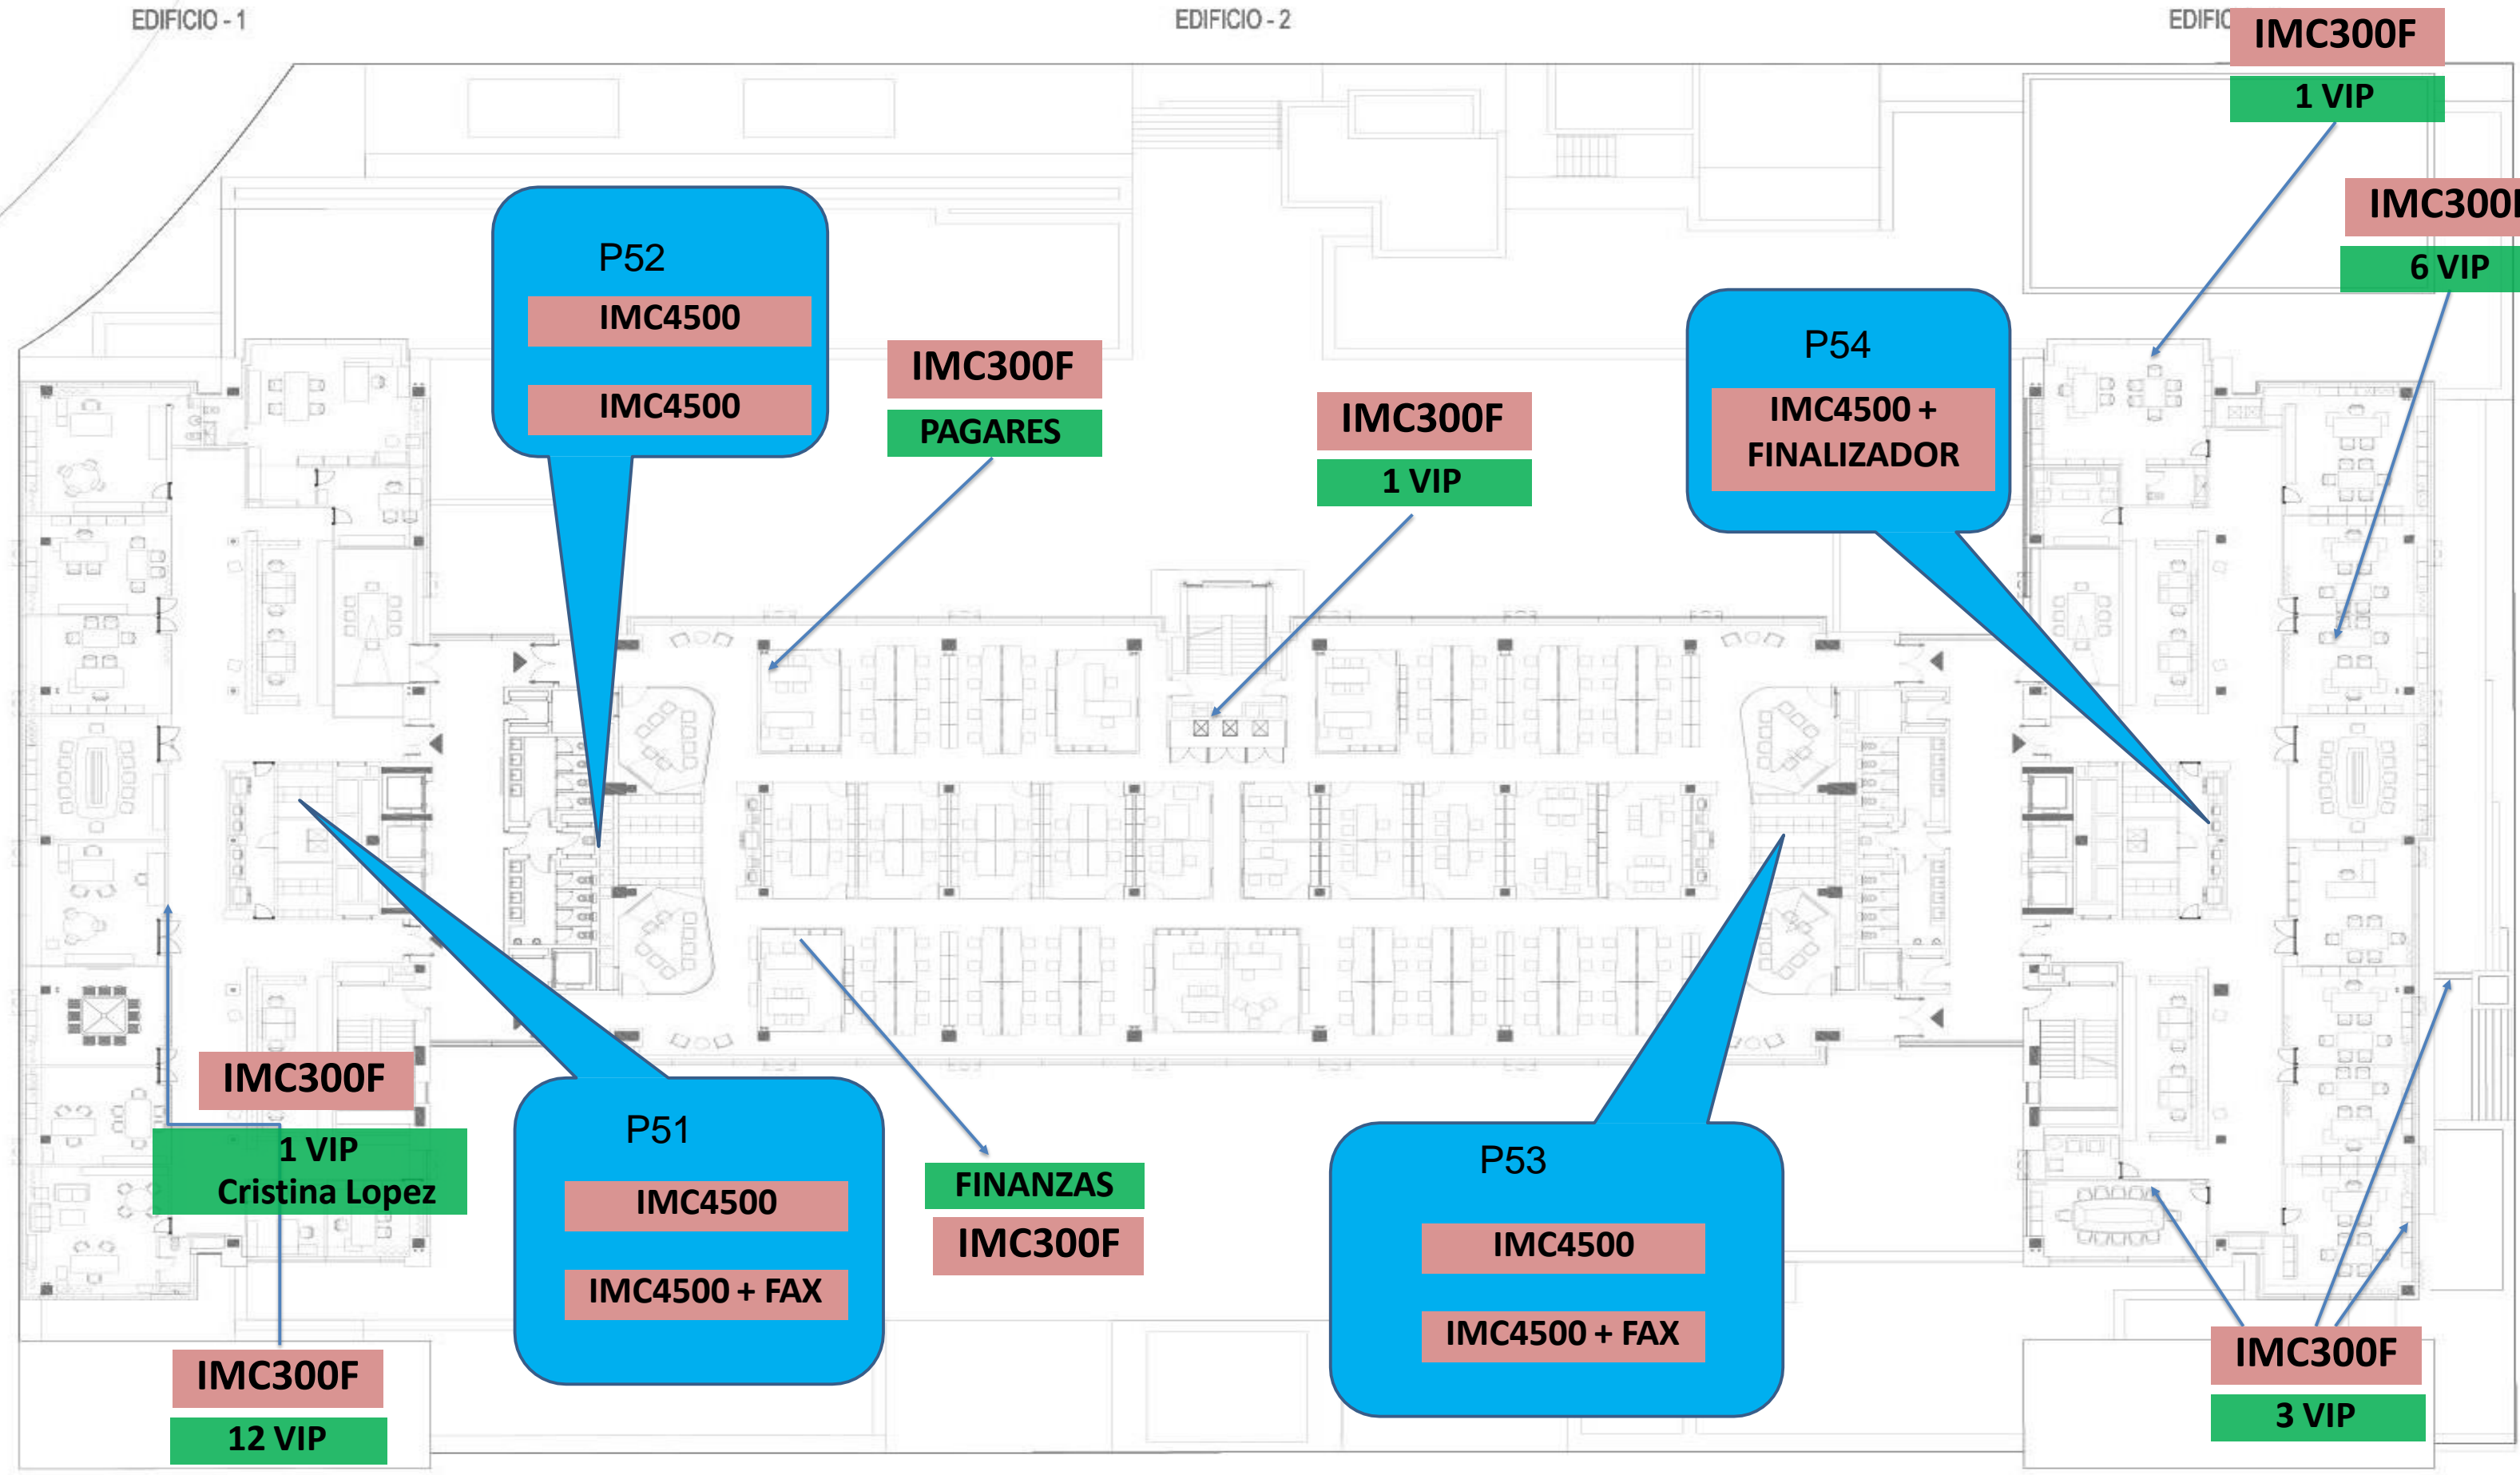 EDIFICIO - 1
EDIFICIO - 2
IMC300F
1 VIP
6 VIP
P52
IMC4500
IMC4500
IMC300F
PAGARES
IMC300F
1 VIP
P54
IMC4500 +
FINALIZADOR
IMC300F
1 VIP
Cristina Lopez
IMC300F
12 VIP
P51
IMC4500
IMC4500 + FAX
FINANZAS
IMC300F
P53
IMC4500
IMC4500 + FAX
IMC300F
3 VIP